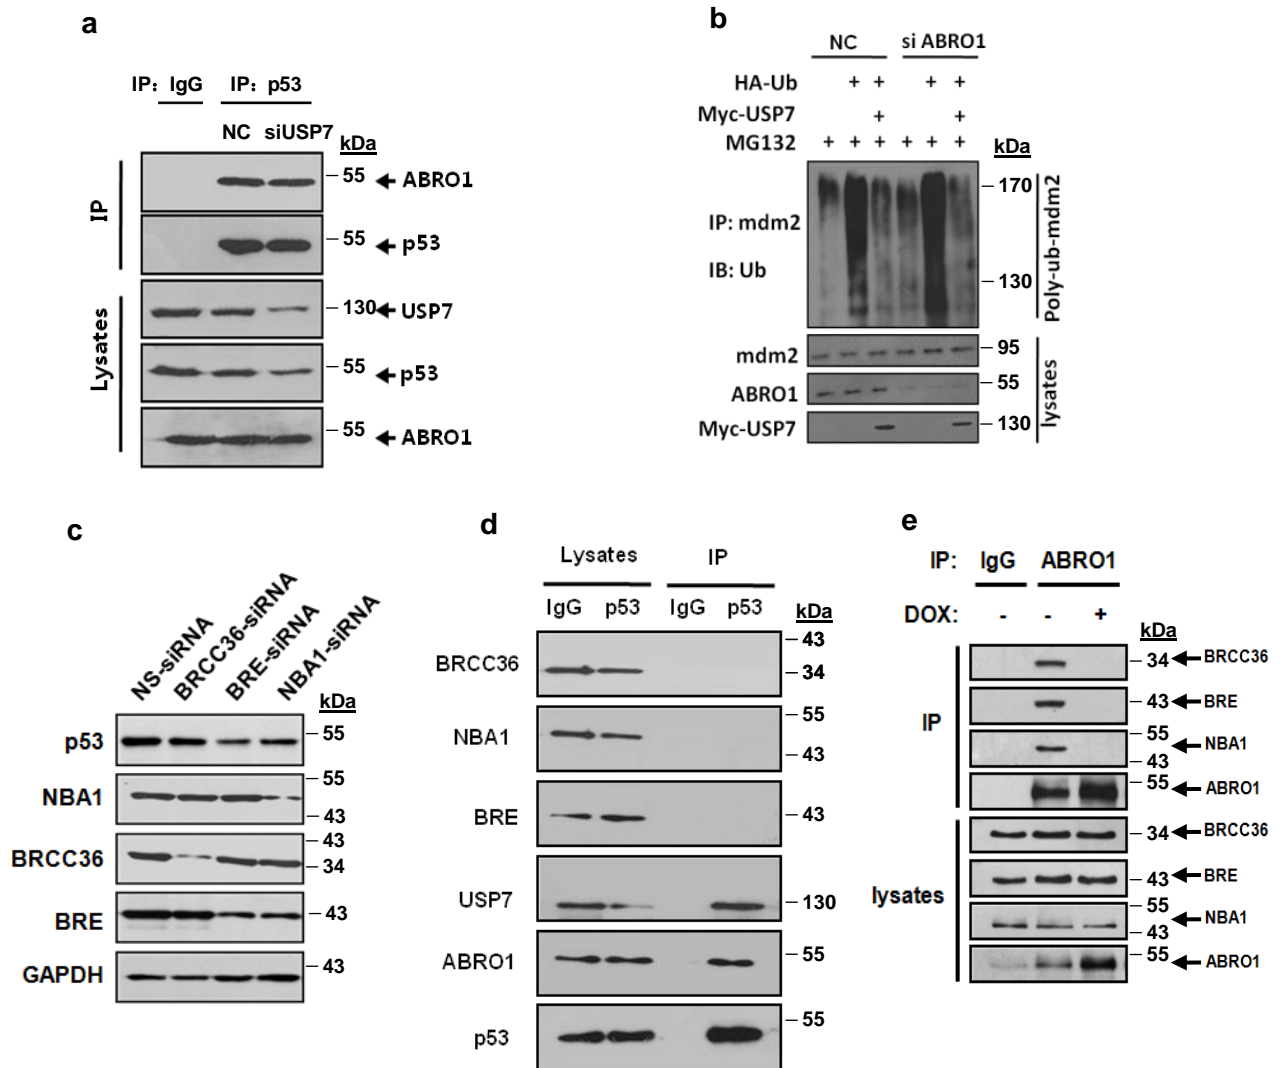 a
IP: IgG IP: p53
NC siUSP7
kDa
IP
55 ABRO1
55 p53
Lysates
130 USP7
55 p53
55 ABRO1
b
NC si ABRO1
HA-Ub + + + +
Myc-USP7 + +
MG132 + + + + + +
kDa
IP: mdm2
IB: Ub
170
130
Poly-ub-mdm2
mdm2 95
ABRO1 55
Myc-USP7 130
lysates
c
NS-siRNA
BRCC36-siRNA
BRE-siRNA
NBA1-siRNA
kDa
p53 55
NBA1 55
43
BRCC36 43
34
BRE 43
GAPDH 43
d
Lysates IP
IgG p53 IgG p53
kDa
BRCC36 43
34
NBA1 55
43
BRE 43
USP7 130
ABRO1 55
p53 55
e
IP: IgG ABRO1
DOX: - - +
kDa
IP
34 BRCC36
43 BRE
55
NBA1
43
55 ABRO1
lysates
34 BRCC36
43 BRE
55
NBA1
43
55 ABRO1